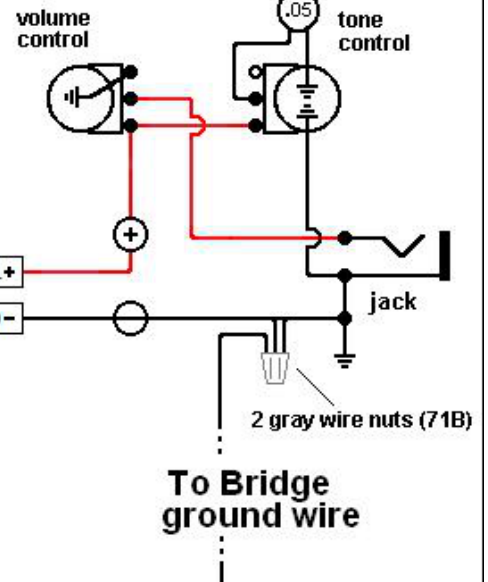 .05
volume
control
tone
control
+
+
-
jack
2 gray wire nuts (71B)
To Bridge
ground wire